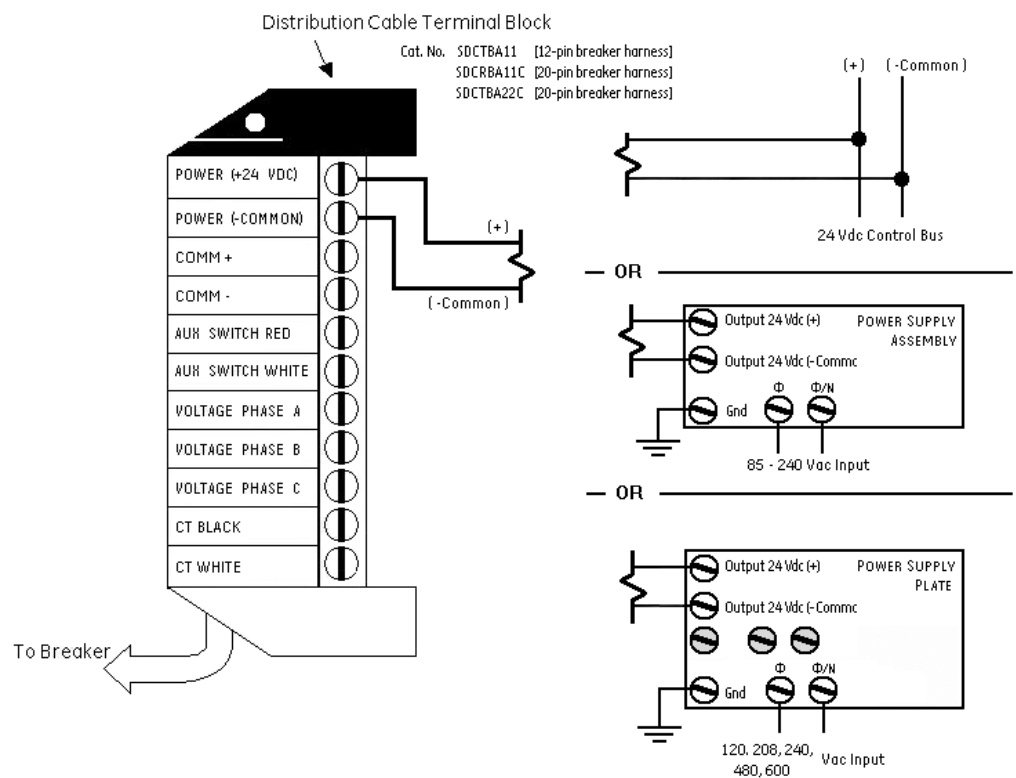 Distribution Cable Terminal Block
Cat. No. SDCTBA11 [12-pin breaker harness]
SDCRBA11C [20-pin breaker harness]
SDCTBA22C [20-pin breaker harness]
POWER (+24 VDC)
POWER (-COMMON)
COMM +
COMM -
AUX SWITCH RED
AUX SWITCH WHITE
VOLTAGE PHASE A
VOLTAGE PHASE B
VOLTAGE PHASE C
CT BLACK
CT WHITE
To Breaker
(+)
(-Common)
(+) (-Common)
24 Vdc Control Bus
OR
Output 24 Vdc (+)
POWER SUPPLY
ASSEMBLY
Output 24 Vdc (-Commc
Φ Φ/N
Gnd
85 - 240 Vac Input
OR
Output 24 Vdc (+)
POWER SUPPLY
PLATE
Output 24 Vdc (-Commc
Φ Φ/N
Gnd
120. 208, 240,
480, 600
Vac Input